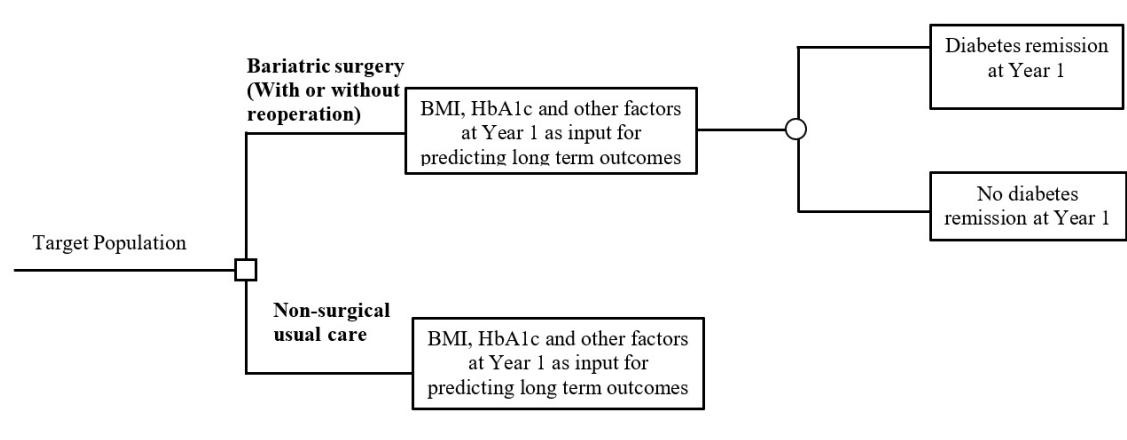 Bariatric surgery
(With or without
reoperation)
BMI, HbA1c and other factors
at Year 1 as input for
predicting long term outcomes
Diabetes remission
at Year 1
No diabetes
remission at Year 1
Target Population
Non-surgical
usual care
BMI, HbA1c and other factors
at Year 1 as input for
predicting long term outcomes